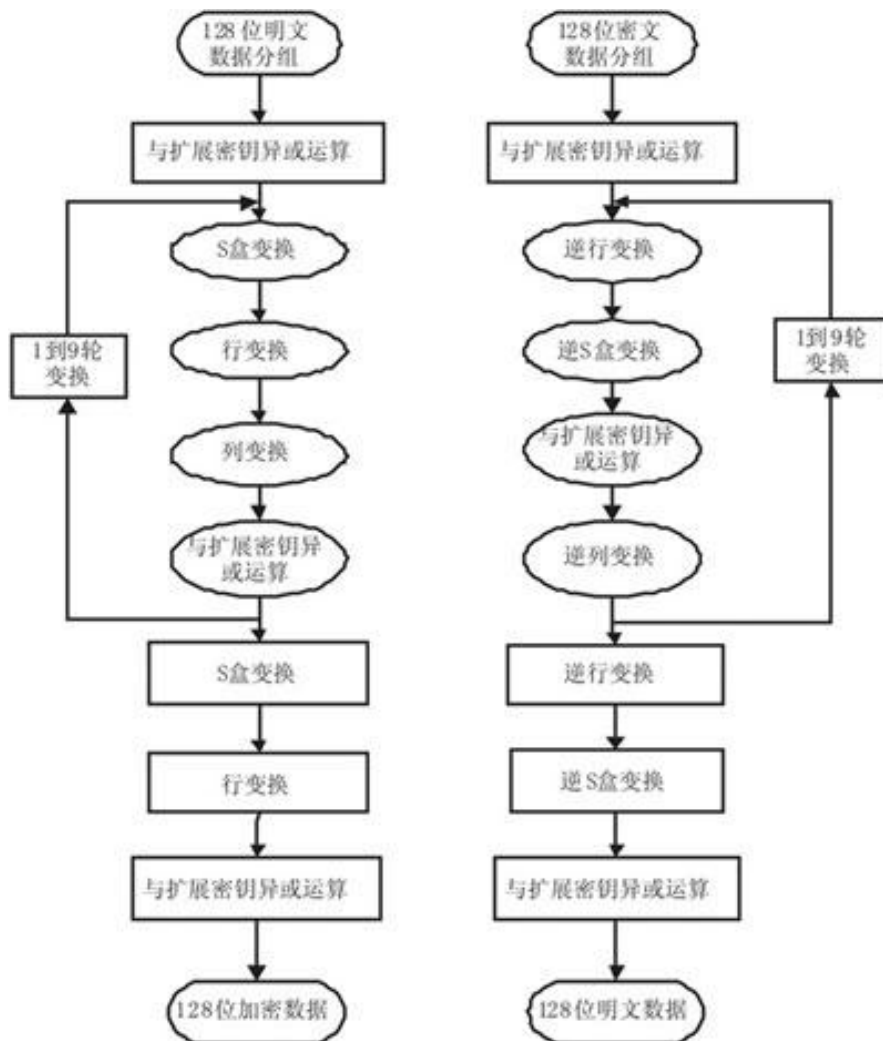 128位明文
数据分组
与扩展密钥异或运算
S盒变换
行变换
列变换
与扩展密钥异
或运算
1到9轮
变换
S盒变换
行变换
与扩展密钥异或运算
128位加密数据
128位密文
数据分组
与扩展密钥异或运算
逆行变换
逆S盒变换
与扩展密钥异
或运算
逆列变换
1到9轮
变换
逆行变换
逆S盒变换
与扩展密钥异或运算
128位明文数据